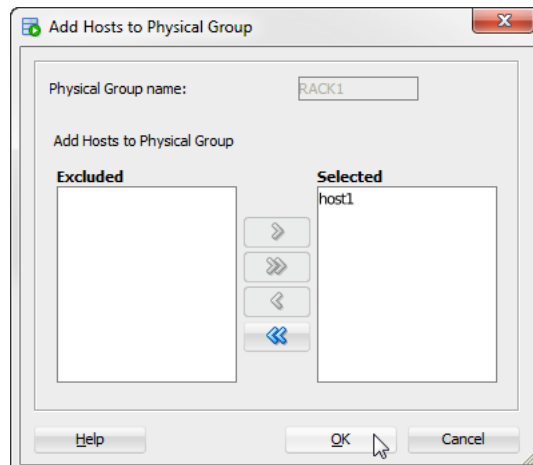 Add Hosts to Physical Group
Physical Group name: RACK1
Add Hosts to Physical Group
Excluded Selected
host1
Help OK Cancel